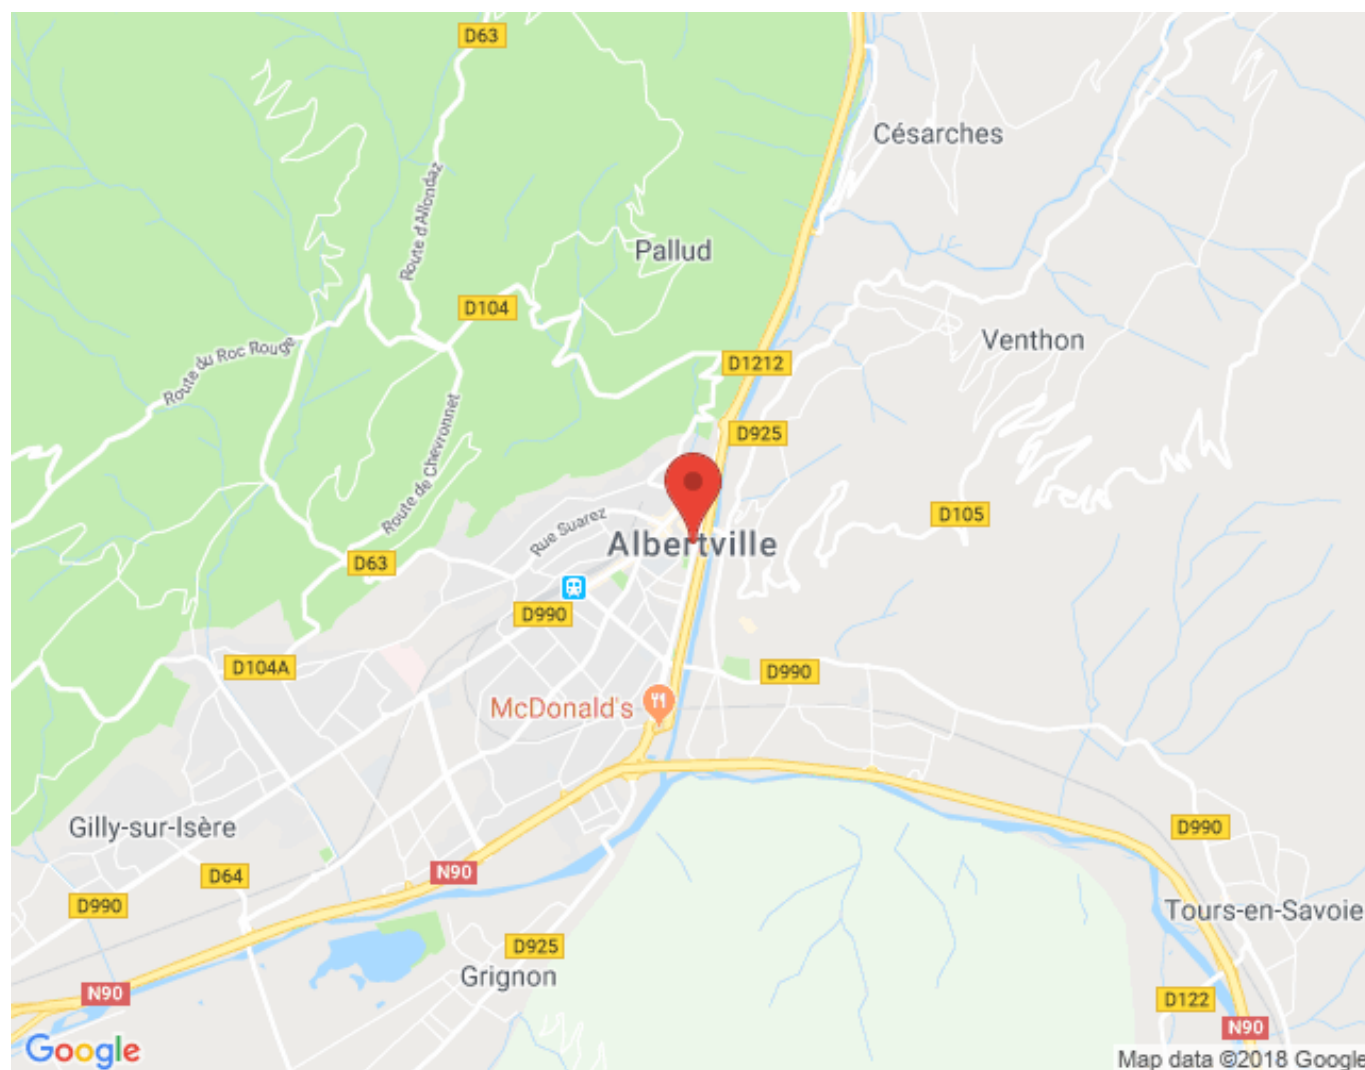 D63
Césarches
Route d'Allondaz
Pallud
D104
Venthon
Route du Roc Rouge
D1212
D925
Route de Chevronnet
D105
Rue Suarez
Albertville
D63
D990
D104A
D990
McDonald's
Gilly-sur-Isère
D990
N90
D64
D990
Tours-en-Savoie
D925
Grignon
N90
D122
N90
Google
Map data ©2018 Google